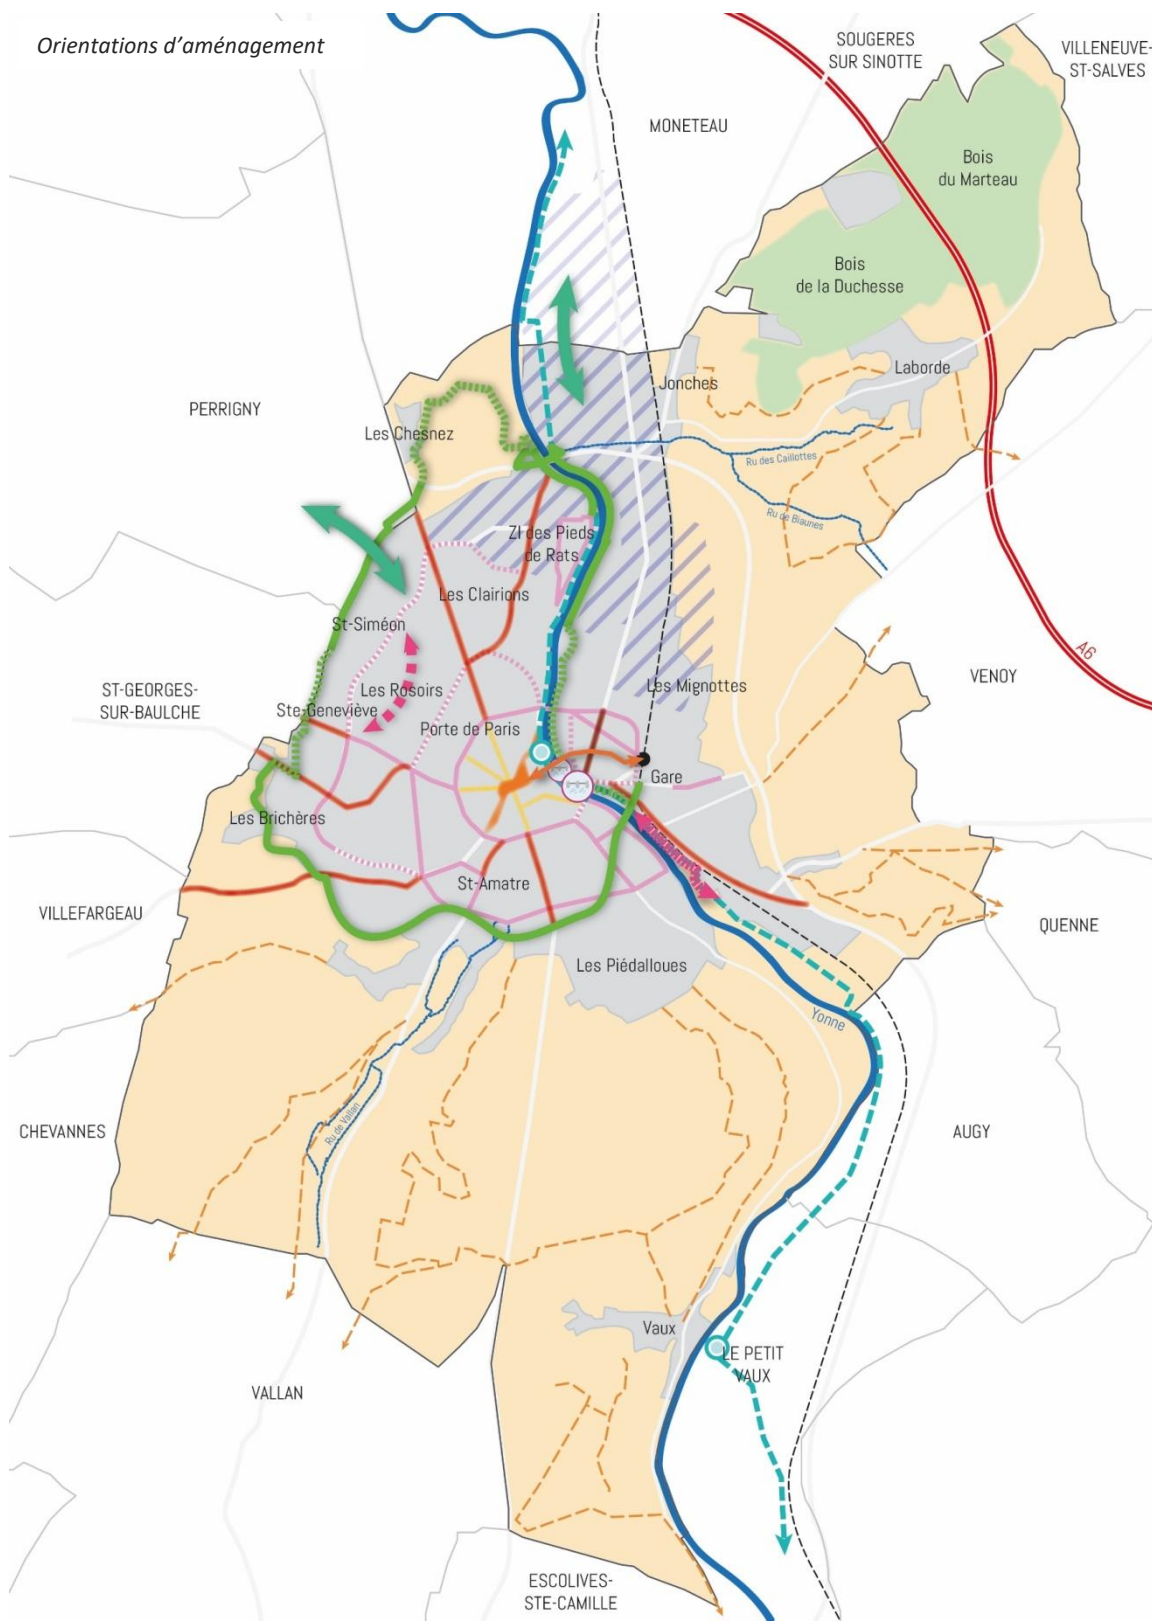 Orientations d'aménagement
SOUGERES
SUR SINOTTE
VILLENEUVE-
ST-SALVES
MONETEAU
Bois
du Marteau
Bois
de la Duchesse
Laborde
Jonches
PERRIGNY
Les Chesnez
Ru des Caillottes
Ru de Biaunes
ZI des Pieds
de Rats
Les Clairions
St-Siméon
A6
VENOY
ST-GEORGES-
SUR-BAULCHE
Les Rosoirs
Ste-Geneviève
Les Mignottes
Porte de Paris
Gare
Les Brichères
St-Amatre
VILLEFARGEAU
QUENNE
Les Piédalloues
Yonne
Ru de Vallan
CHEVANNES
AUGY
Vaux
LE PETIT
VAUX
VALLAN
ESCOLIVES-
STE-CAMILLE